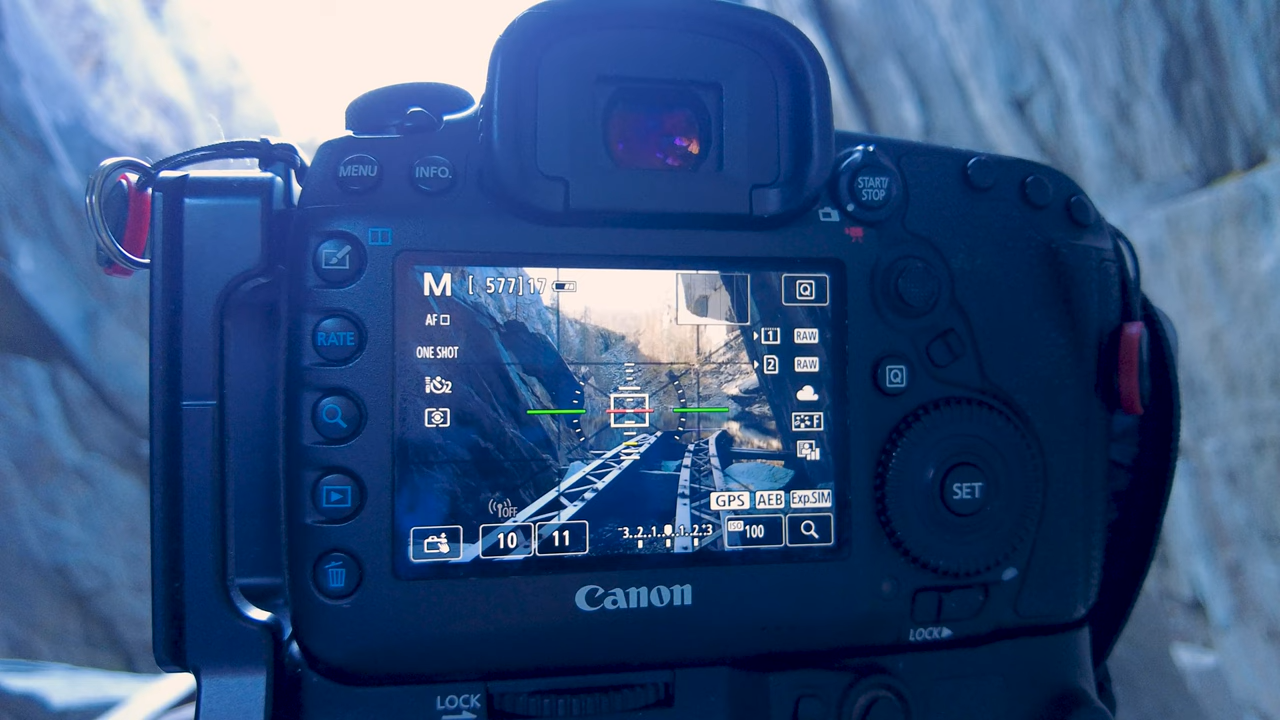 MENU
INFO.
START/
STOP
M [ 577]17
Q
AF
1 RAW
RATE
ONE SHOT
2 RAW
2
Q
F
SET
GPS AEB Exp.SIM
OFF
10 11 3..2..1..0..1..2..3 ISO 100
Canon
LOCK
LOCK